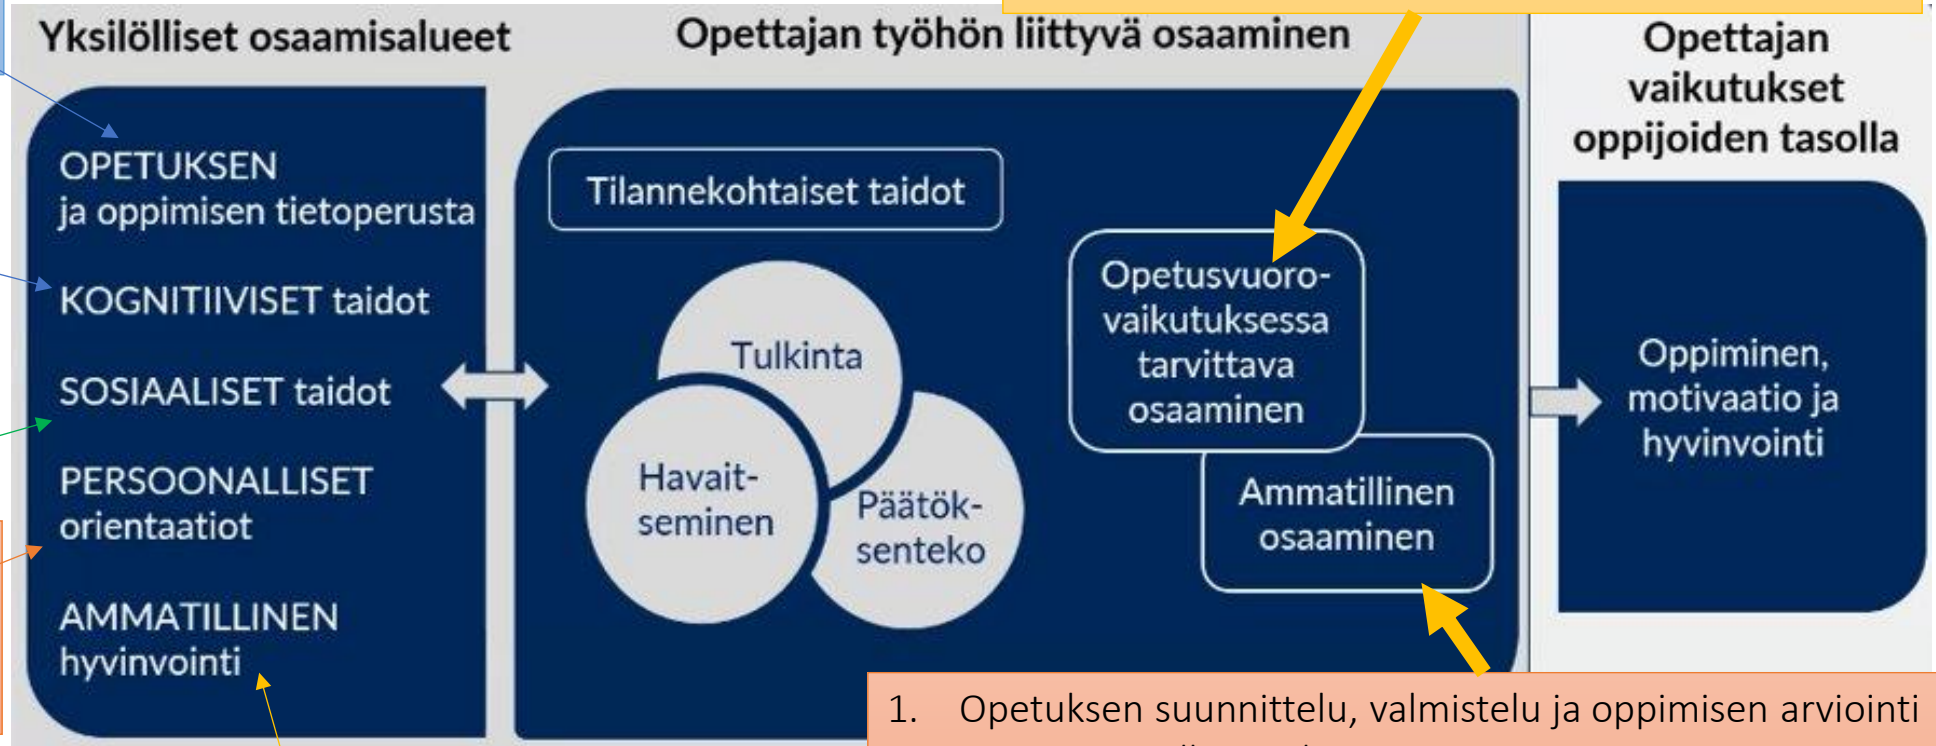 Yksilölliset osaamisalueet
OPETUKSEN
ja oppimisen tietoperusta
KOGNITIIVISET taidot
SOSIAALISET taidot
PERSOONALLISET
orientaatiot
AMMATILLINEN
hyvinvointi
Opettajan työhön liittyvä osaaminen
Tilannekohtaiset taidot
Tulkinta
Havait-
seminen
Päätök-
senteko
Opetusvuoro-
vaikutuksessa
tarvittava
osaaminen
Ammatillinen
osaaminen
Opettajan
vaikutukset
oppijoiden tasolla
Oppiminen,
motivaatio ja
hyvinvointi
1. Opetuksen suunnittelu, valmistelu ja oppimisen arviointi